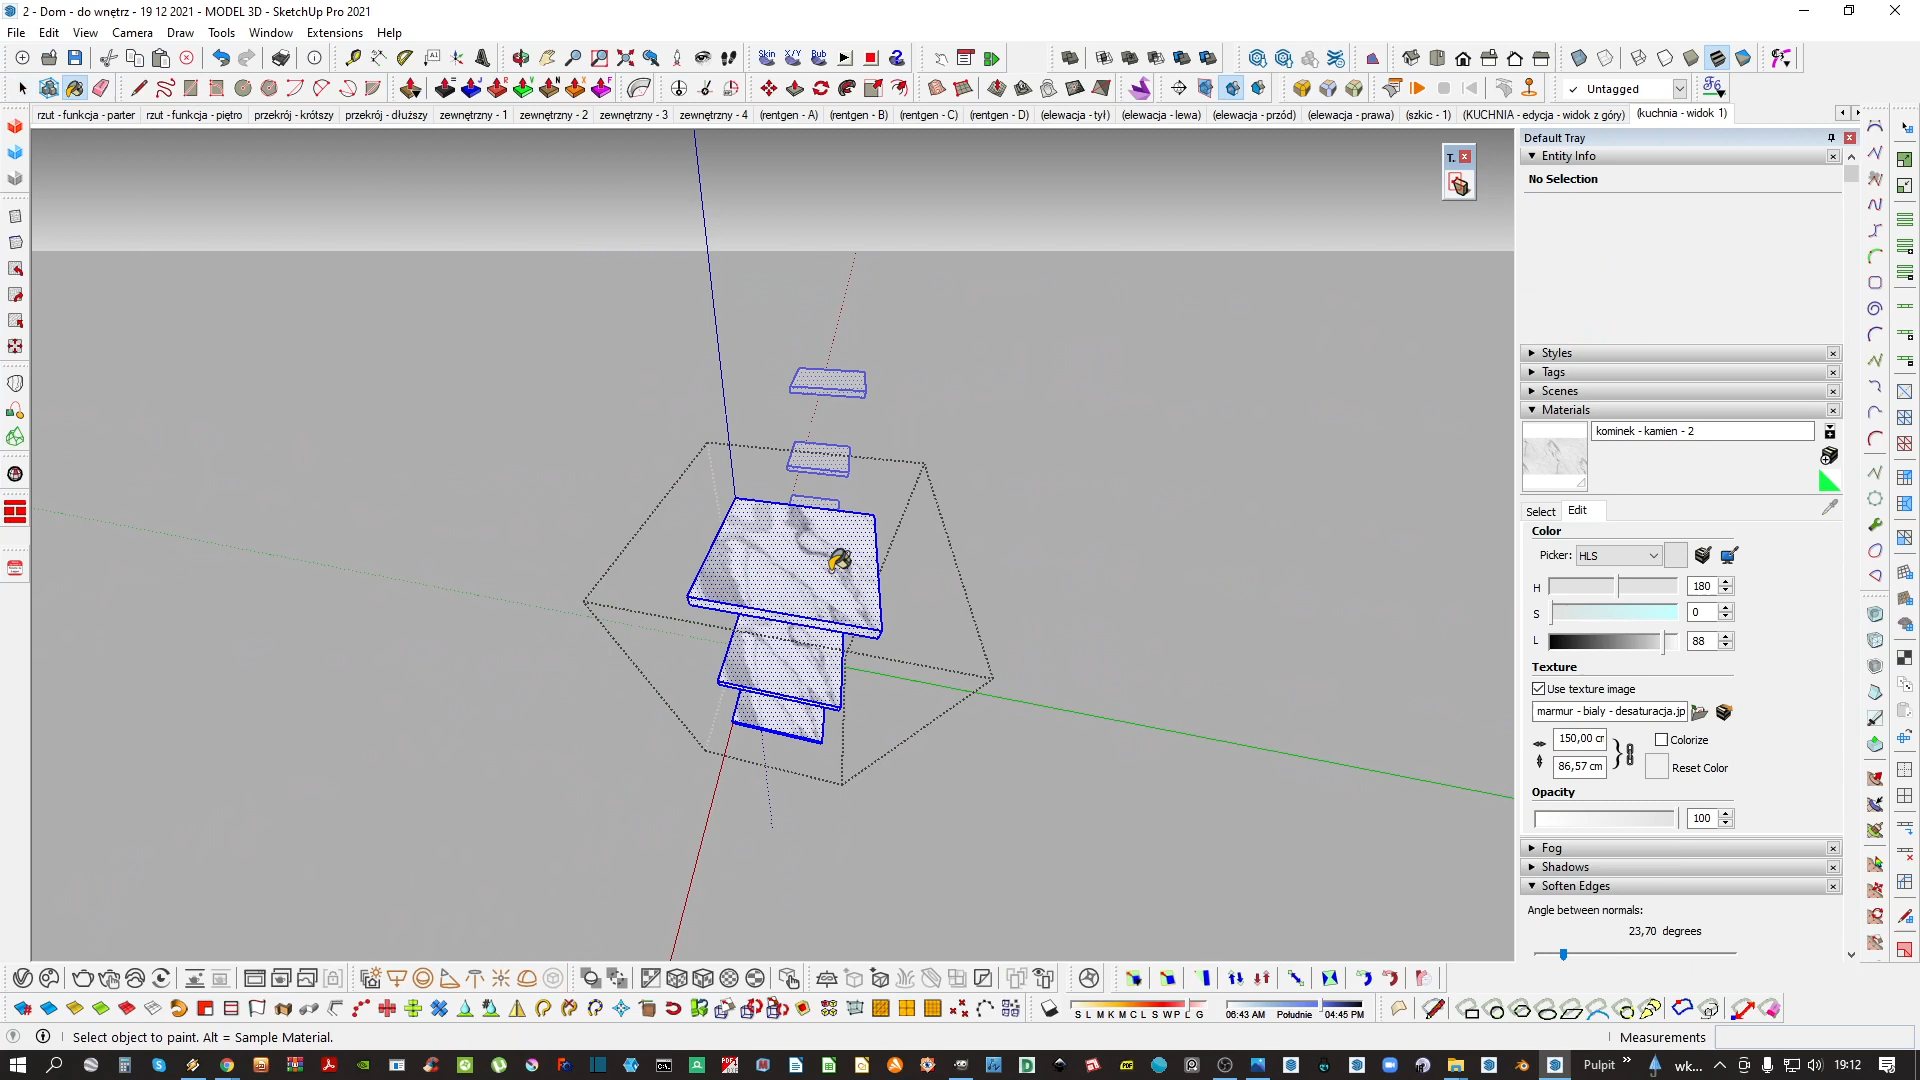 2 - Dom - do wnętrz - 19 12 2021 - MODEL 3D - SketchUp Pro 2021
File Edit View Camera Draw Tools Window Extensions Help
Skin X/Y Bub
Untagged
rzut - funkcja - parter rzut - funkcja - piętro przekrój - krótszy przekrój - dłuższy zewnętrzny - 1 zewnętrzny - 2 zewnętrzny - 3 zewnętrzny - 4 (rentgen - A) (rentgen - B) (rentgen - C) (rentgen - D) (elewacja - tył) (elewacja - lewa) (elewacja - przód) (elewacja - prawa) (szkic - 1) (KUCHNIA - edycja - widok z góry) (kuchnia - widok 1)
Default Tray
T.
Entity Info
No Selection
Styles
Tags
Scenes
Materials
kominek - kamien - 2
Select Edit
Color
Picker: HLS
H 180
S 0
L 88
Texture
Use texture image
marmur - bialy - desaturacja.jp
150,00 cr Colorize
86,57 cm Reset Color
Opacity
100
Fog
Shadows
Soften Edges
Angle between normals:
23,70 degrees
S L M K M C L S W P L G 06:43 AM Południe 04:45 PM
Select object to paint. Alt = Sample Material.
Measurements
Pulpit » wk... 19:12